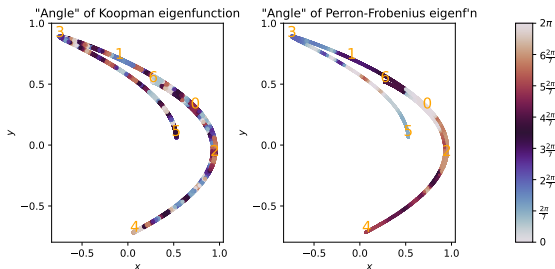 "Angle" of Koopman eigenfunction
"Angle" of Perron-Frobenius eigenf'n
1.0
0.5
0.0
−0.5
y
−0.5
0.0
0.5
1.0
x
3
1
6
0
5
2
4
1.0
0.5
0.0
−0.5
y
−0.5
0.0
0.5
1.0
x
3
1
6
0
5
4
2π
6 2π/7
5 2π/7
4 2π/7
3 2π/7
2 2π/7
2π/7
0